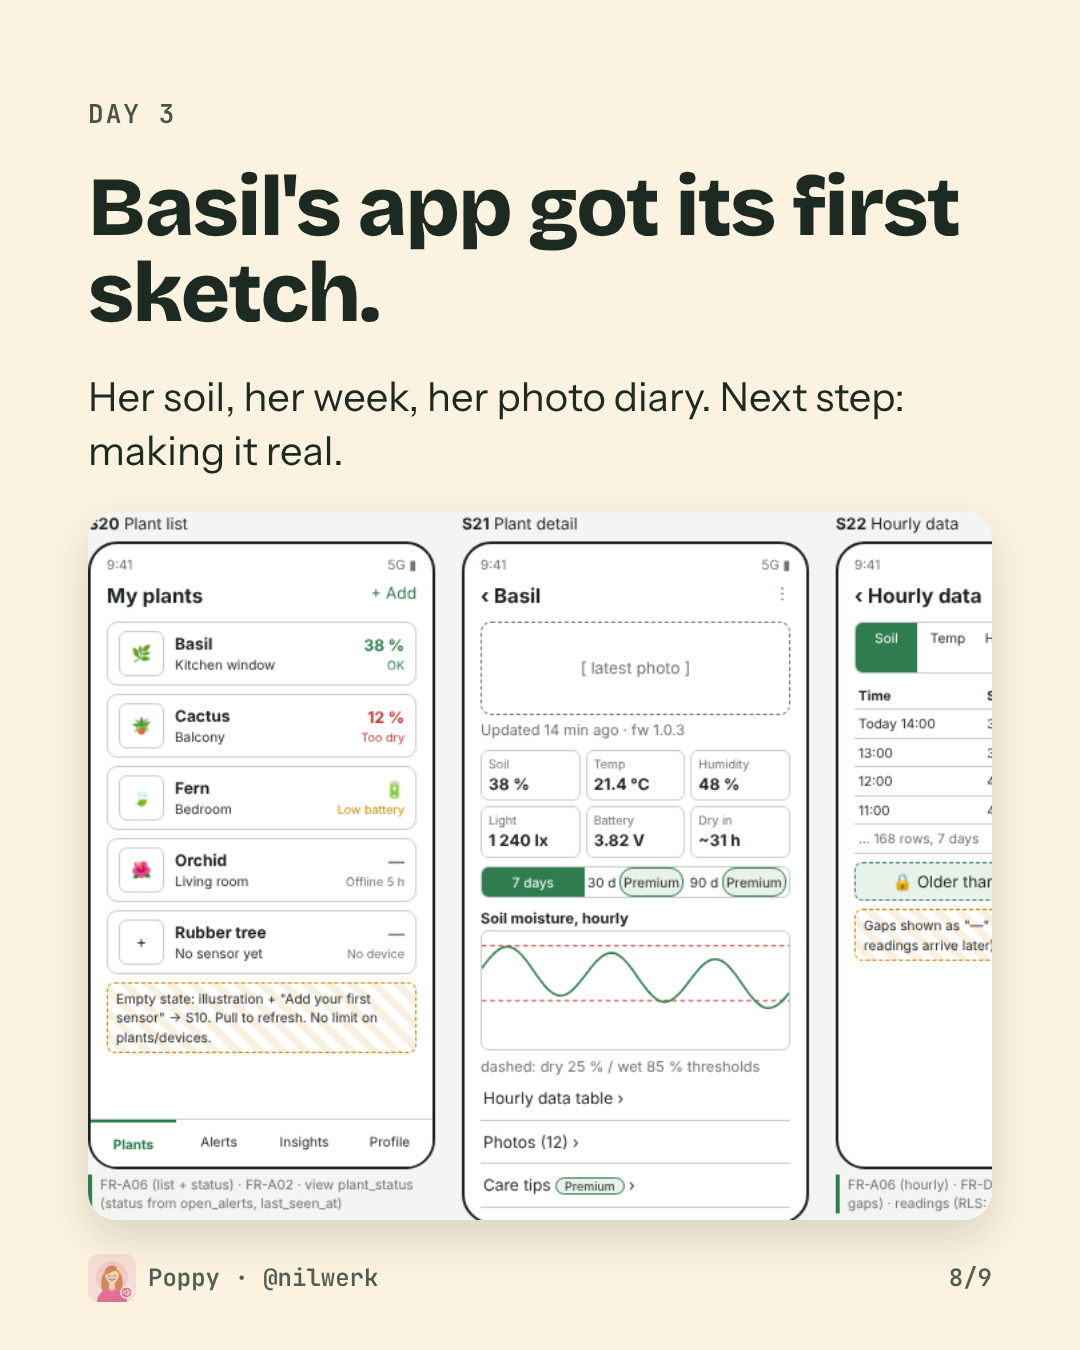 DAY 3
Basil's app got its first
sketch.
Her soil, her week, her photo diary. Next step:
making it real.
S20 Plant list
9:41 5G
My plants + Add
Basil 38 %
Kitchen window OK
Cactus 12 %
Balcony Too dry
Fern
Bedroom Low battery
Orchid —
Living room Offline 5 h
+ Rubber tree —
No sensor yet No device
Empty state: illustration + "Add your first
sensor" → S10. Pull to refresh. No limit on
plants/devices.
Plants Alerts Insights Profile
FR-A06 (list + status) · FR-A02 · view plant_status
(status from open_alerts, last_seen_at)
S21 Plant detail
9:41 5G
‹ Basil ⋮
[ latest photo ]
Updated 14 min ago · fw 1.0.3
Soil Temp Humidity
38 % 21.4 °C 48 %
Light Battery Dry in
1 240 lx 3.82 V ~31 h
7 days 30 d Premium 90 d Premium
Soil moisture, hourly
dashed: dry 25 % / wet 85 % thresholds
Hourly data table ›
Photos (12) ›
Care tips Premium ›
S22 Hourly data
9:41
‹ Hourly data
Soil Temp H
Time S
Today 14:00 3
13:00 3
12:00 4
11:00 4
... 168 rows, 7 days
🔒 Older than
Gaps shown as "—"
readings arrive later)
FR-A06 (hourly) · FR-D
gaps) · readings (RLS:
Poppy · @nilwerk 8/9